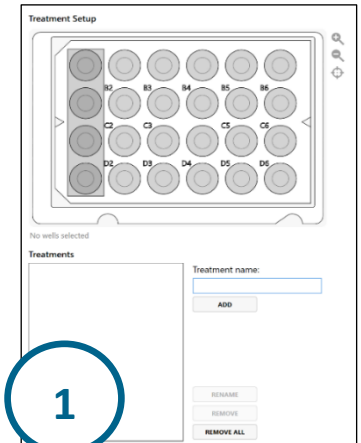 Treatment Setup
B2 B3 B4 B5 B6
C2 C3 C5 C6
D2 D3 D4 D5 D6
No wells selected
Treatments
Treatment name:
ADD
RENAME
REMOVE
REMOVE ALL
1